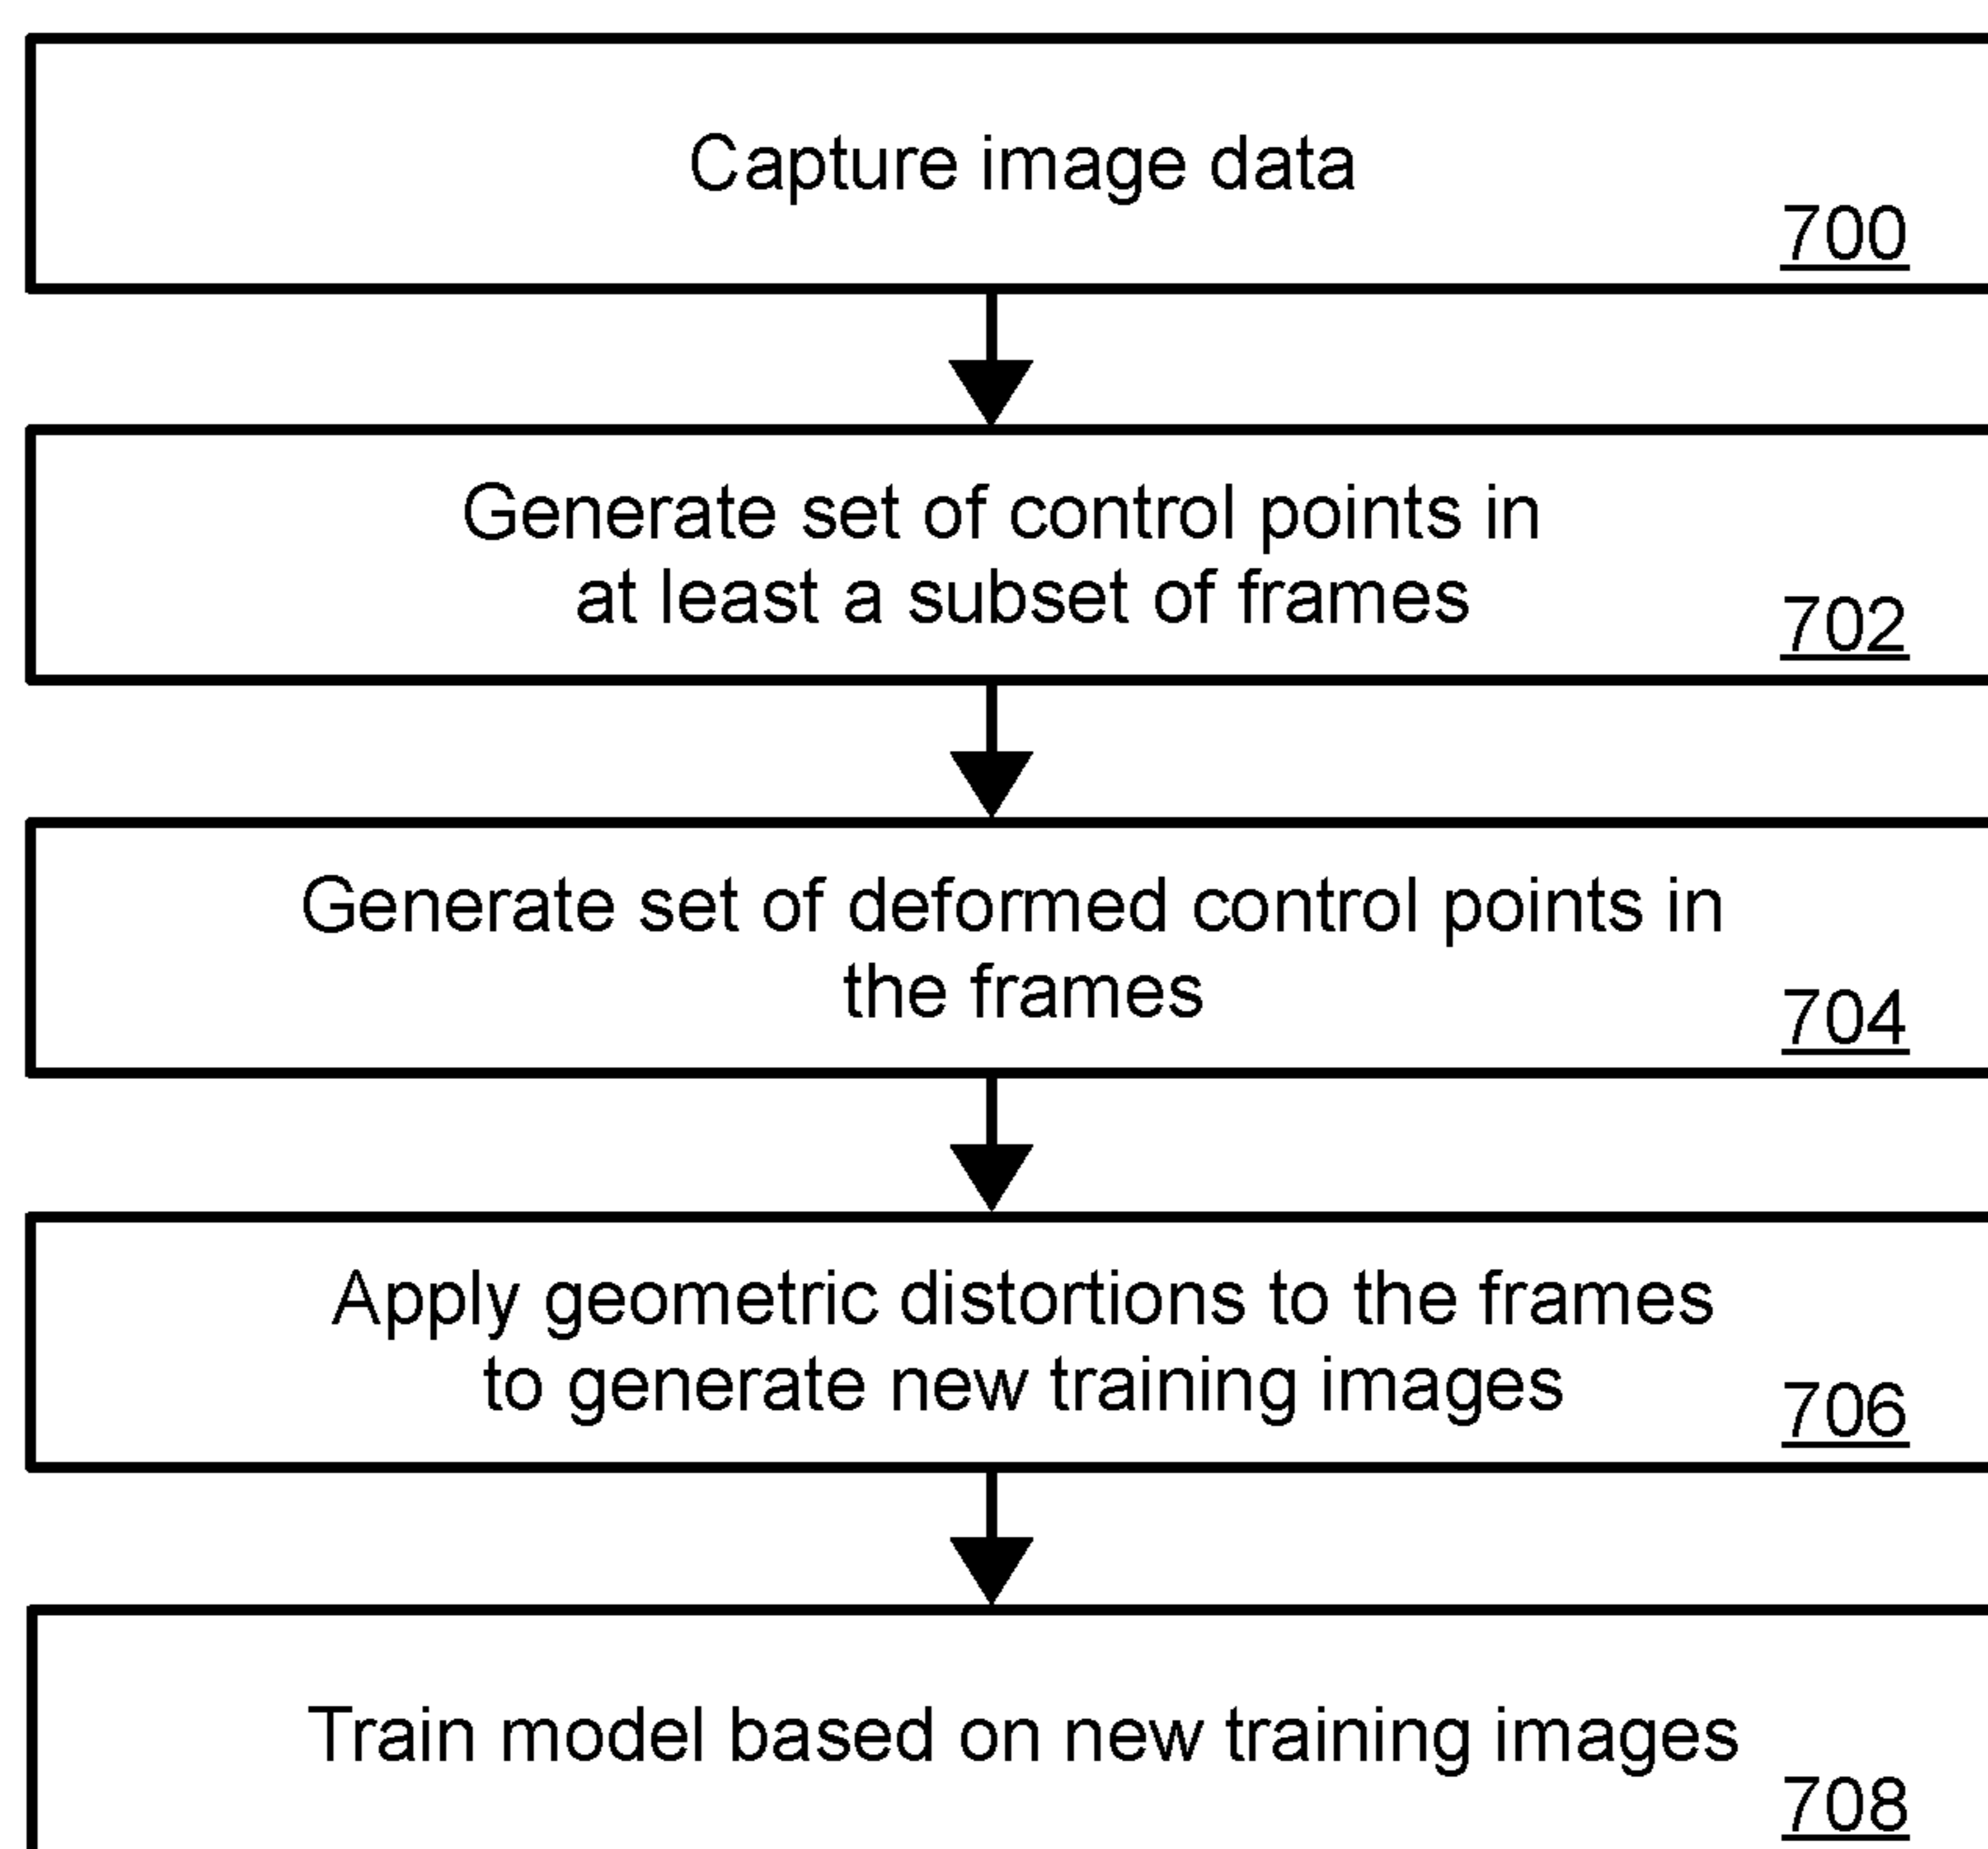 Capture image data
700
Generate set of control points in
at least a subset of frames
702
Generate set of deformed control points in
the frames
704
Apply geometric distortions to the frames
to generate new training images
706
Train model based on new training images
708